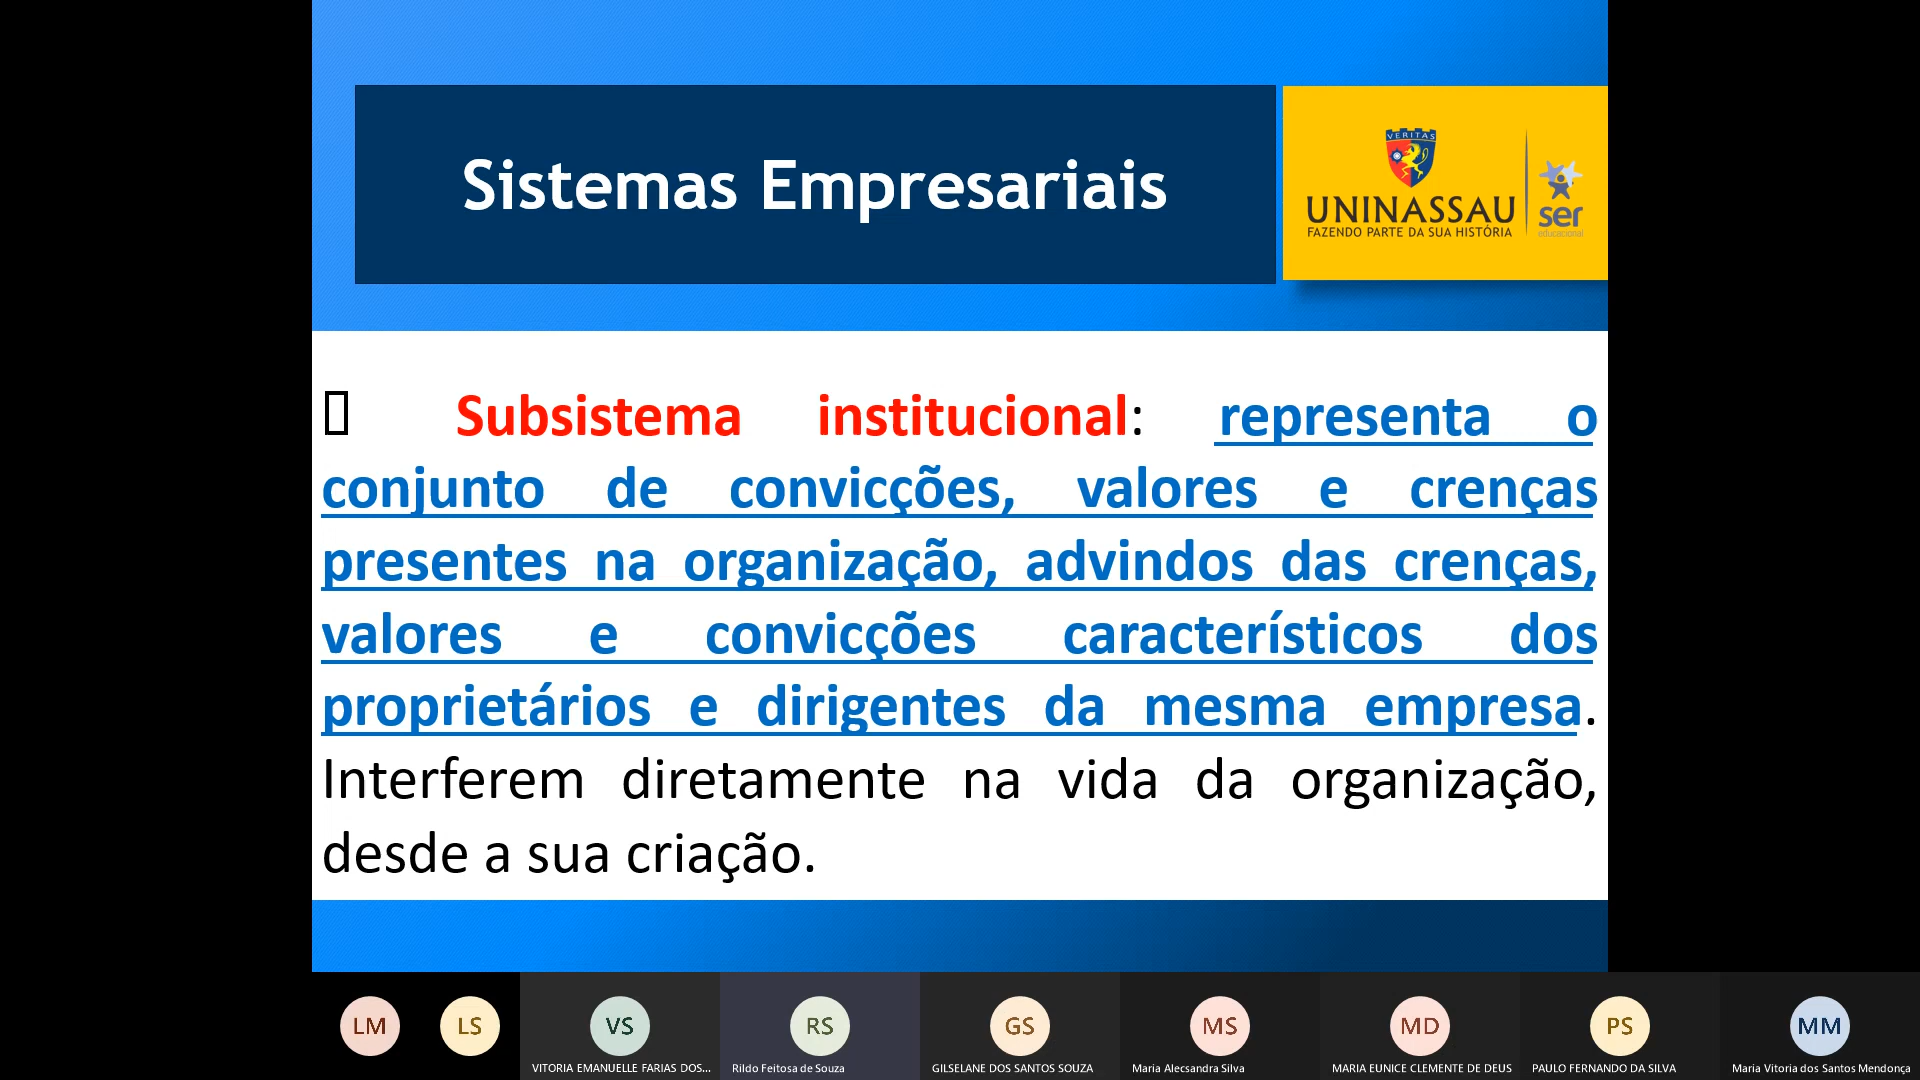 Sistemas Empresariais
VERITAS
UNINASSAU
FAZENDO PARTE DA SUA HISTÓRIA
ser
educacional
Subsistema institucional: representa o
conjunto de convicções, valores e crenças
presentes na organização, advindos das crenças,
valores e convicções característicos dos
proprietários e dirigentes da mesma empresa.
Interferem diretamente na vida da organização,
desde a sua criação.
LM
LS
VS
RS
GS
MS
MD
PS
MM
VITORIA EMANUELLE FARIAS DOS...
Rildo Feitosa de Souza
GILSELANE DOS SANTOS SOUZA
Maria Alecsandra Silva
MARIA EUNICE CLEMENTE DE DEUS
PAULO FERNANDO DA SILVA
Maria Vitoria dos Santos Mendonça